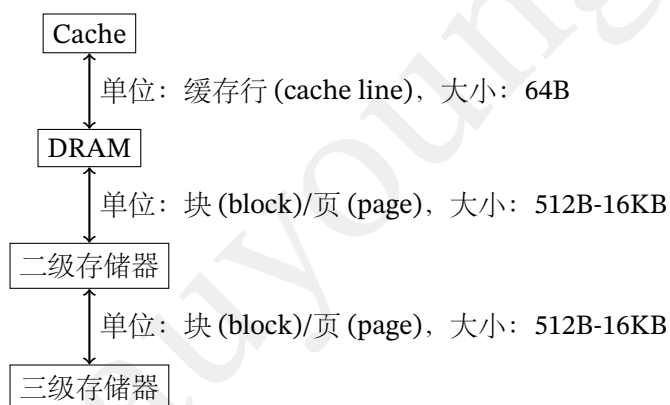 Cache
单位：缓存行 (cache line)，大小：64B
DRAM
单位：块 (block)/页 (page)，大小：512B-16KB
二级存储器
单位：块 (block)/页 (page)，大小：512B-16KB
三级存储器